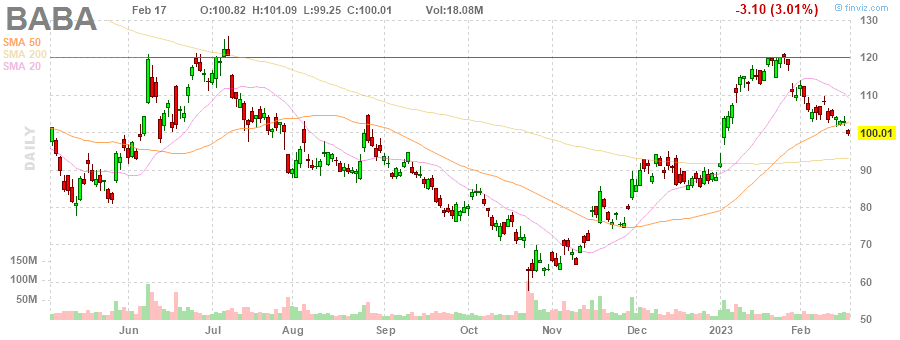 BABA
Feb 17 O:100.82 H:101.09 L:99.25 C:100.01 Vol:18.08M -3.10 (3.01%)
© finviz.com
SMA 50
SMA 200
SMA 20
DAILY
130
120
110
100.01
90
80
70
60
50
150M
100M
50M
Jun Jul Aug Sep Oct Nov Dec 2023 Feb